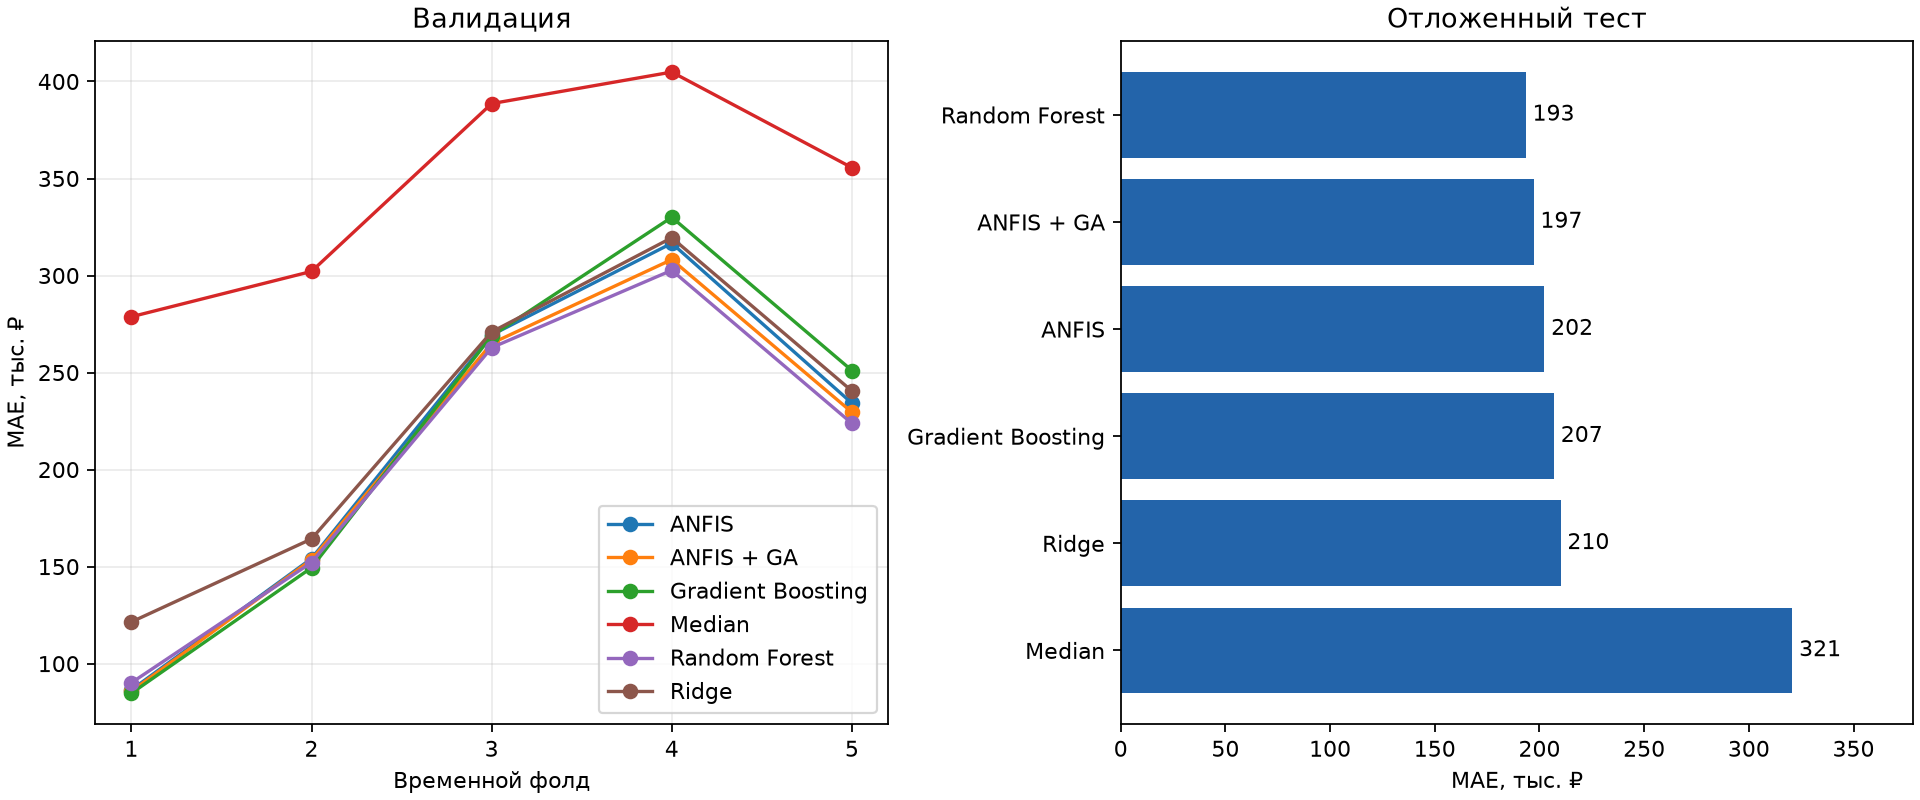 Валидация
400
350
300
250
200
150
100
MAE, тыс. ₽
1 2 3 4 5
Временной фолд
ANFIS
ANFIS + GA
Gradient Boosting
Median
Random Forest
Ridge
Отложенный тест
Random Forest 193
ANFIS + GA 197
ANFIS 202
Gradient Boosting 207
Ridge 210
Median 321
0 50 100 150 200 250 300 350
MAE, тыс. ₽